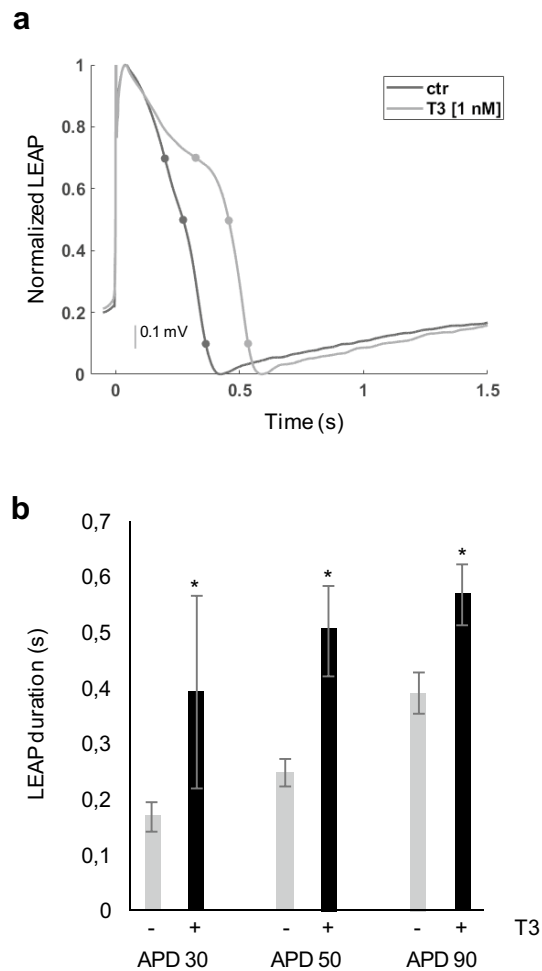 a
Normalized LEAP
1
0.8
0.6
0.4
0.2
0
ctr
T3 [1 nM]
0.1 mV
0
0.5
1
1.5
Time (s)
b
LEAP duration (s)
0,7
0,6
0,5
0,4
0,3
0,2
0,1
0
*
*
*
- + - + - + T3
APD 30 APD 50 APD 90